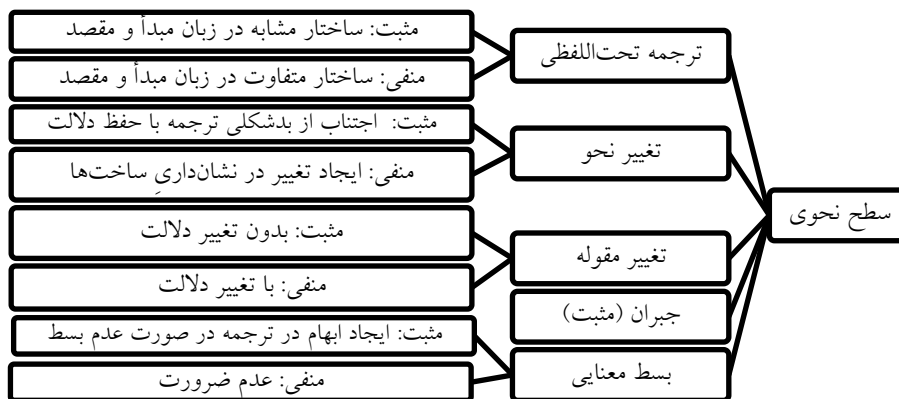 سطح نحوی
ترجمه تحت‌اللفظی
مثبت: ساختار مشابه در زبان مبدأ و مقصد
منفی: ساختار متفاوت در زبان مبدأ و مقصد
تغییر نحو
مثبت: اجتناب از بدشکلی ترجمه با حفظ دلالت
منفی: ایجاد تغییر در نشان‌داریِ ساخت‌ها
تغییر مقوله
مثبت: بدون تغییر دلالت
منفی: با تغییر دلالت
جبران (مثبت)
بسط معنایی
مثبت: ایجاد ابهام در ترجمه در صورت عدم بسط
منفی: عدم ضرورت